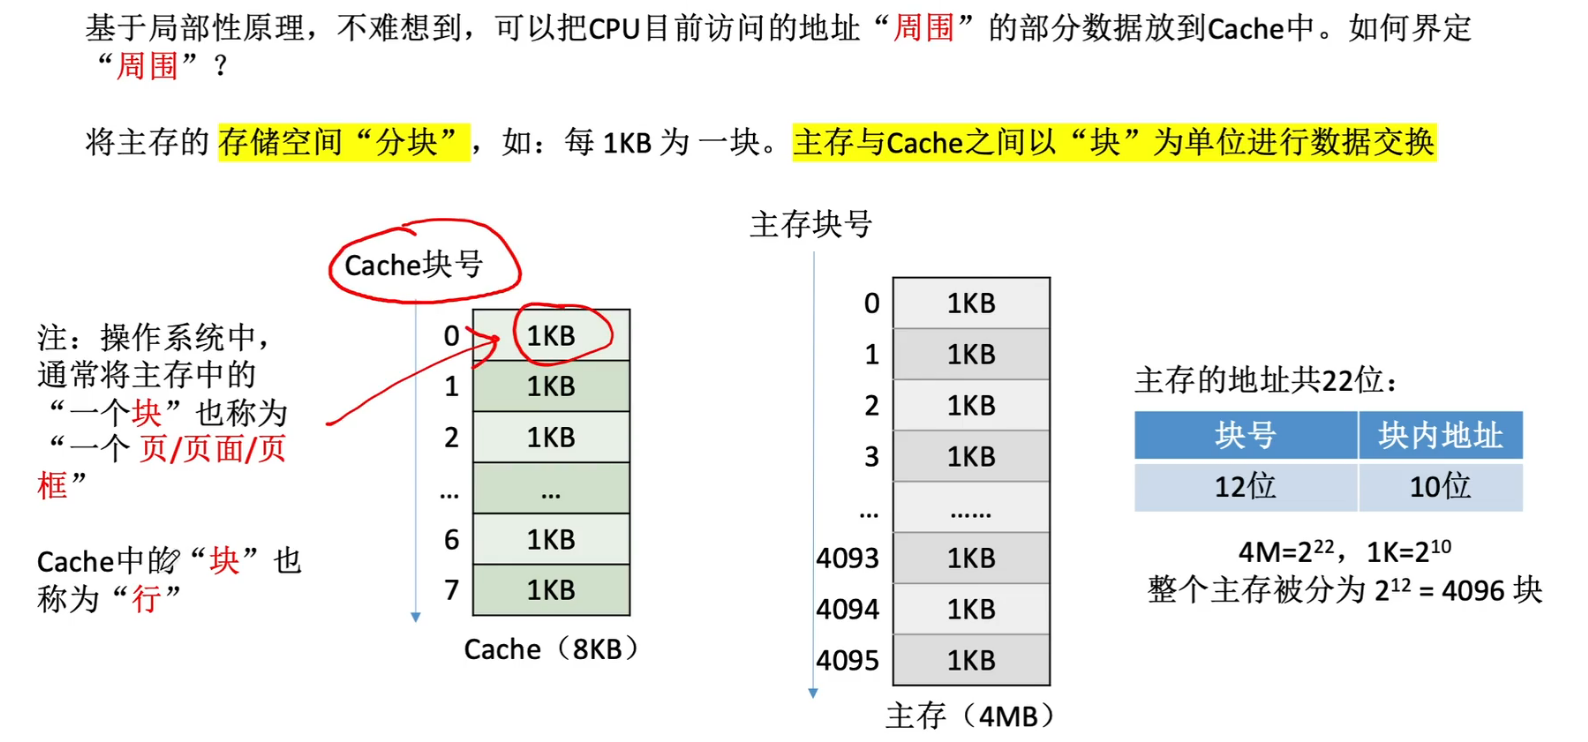 基于局部性原理，不难想到，可以把CPU目前访问的地址“周围”的部分数据放到Cache中。如何界定
“周围”？
将主存的 存储空间“分块”，如：每 1KB 为 一块。主存与Cache之间以“块”为单位进行数据交换
注：操作系统中，
通常将主存中的
“一个块”也称为
“一个 页/页面/页
框”
Cache中的“块”也
称为“行”
Cache块号
0 1KB
1 1KB
2 1KB
... ...
6 1KB
7 1KB
Cache（8KB）
主存块号
0 1KB
1 1KB
2 1KB
3 1KB
... ......
4093 1KB
4094 1KB
4095 1KB
主存（4MB）
主存的地址共22位：
块号 块内地址
12位 10位
4M=2²²，1K=2¹⁰
整个主存被分为 2¹² = 4096 块